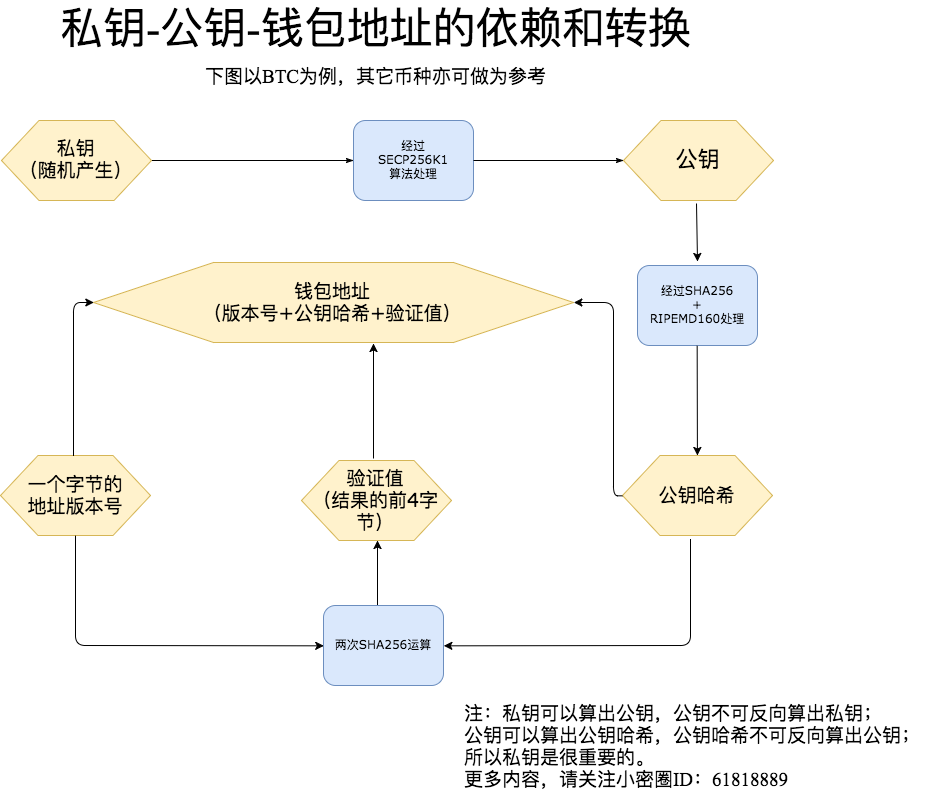 私钥-公钥-钱包地址的依赖和转换
下图以BTC为例，其它币种亦可做为参考
私钥
（随机产生）
经过
SECP256K1
算法处理
公钥
钱包地址
（版本号+公钥哈希+验证值）
经过SHA256
+
RIPEMD160处理
一个字节的
地址版本号
验证值
（结果的前4字
节）
公钥哈希
两次SHA256运算
注：私钥可以算出公钥，公钥不可反向算出私钥；
公钥可以算出公钥哈希，公钥哈希不可反向算出公钥；
所以私钥是很重要的。
更多内容，请关注小密圈ID：61818889